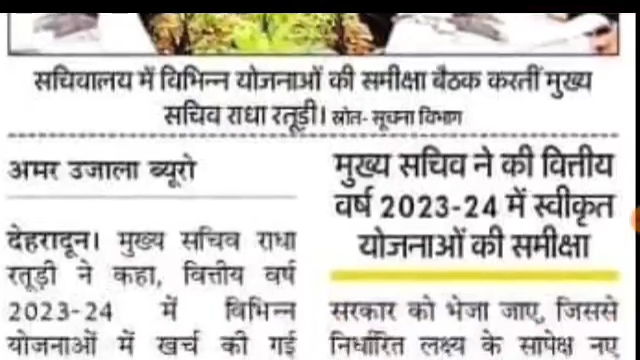 सचिवालय में विभिन्न योजनाओं की समीक्षा बैठक करतीं मुख्य
सचिव राधा रतूड़ी। स्रोत- सूचना विभाग
अमर उजाला ब्यूरो
देहरादून। मुख्य सचिव राधा
रतूड़ी ने कहा, वित्तीय वर्ष
2023-24 में विभिन्न
योजनाओं में खर्च की गई
मुख्य सचिव ने की वित्तीय
वर्ष 2023-24 में स्वीकृत
योजनाओं की समीक्षा
सरकार को भेजा जाए, जिससे
निर्धारित लक्ष्य के सापेक्ष नए